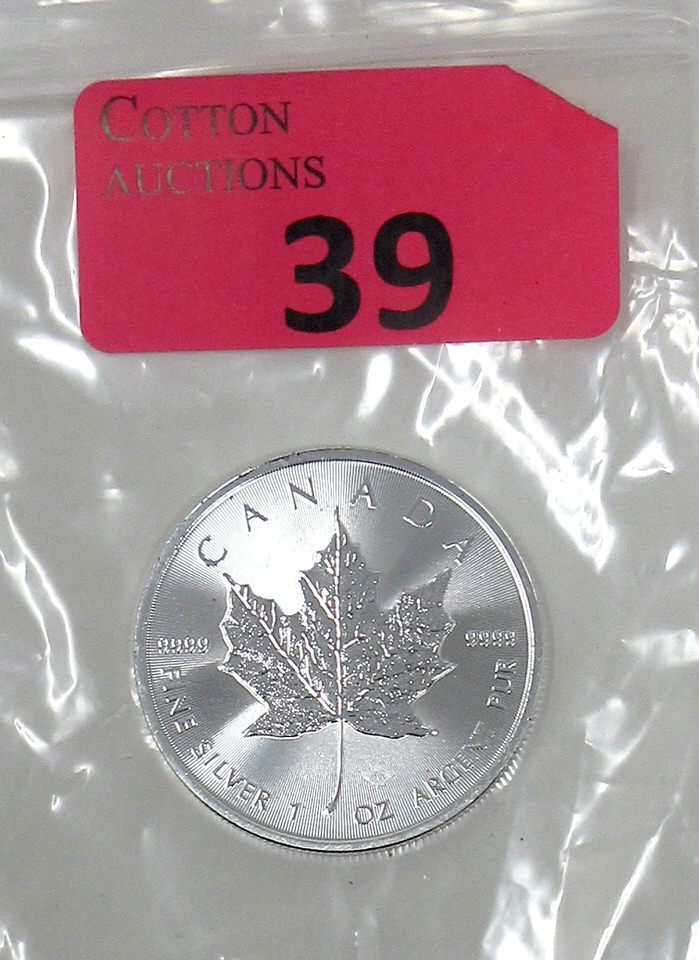 COTTON
AUCTIONS
39
CANADA
9999 9999
FINE SILVER 1 OZ ARGENT PUR